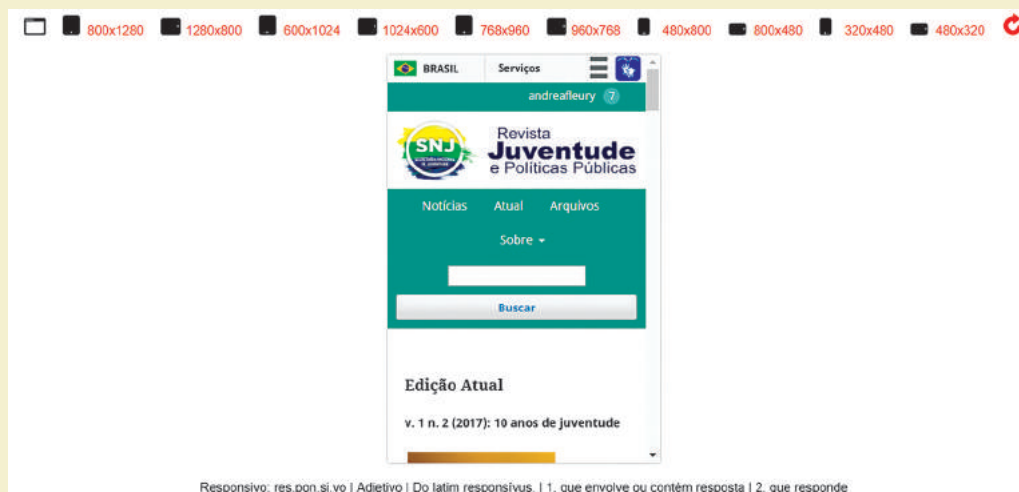 800x1280 1280x800 600x1024 1024x600 768x960 960x768 480x800 800x480 320x480 480x320
BRASIL Serviços
andreafleury 7
SNJ
Revista
Juventude
e Políticas Públicas
Notícias Atual Arquivos
Sobre
Buscar
Edição Atual
v. 1 n. 2 (2017): 10 anos de juventude
Responsivo: res.pon.si.vo | Adjetivo | Do latim responsívus. | 1. que envolve ou contém resposta | 2. que responde